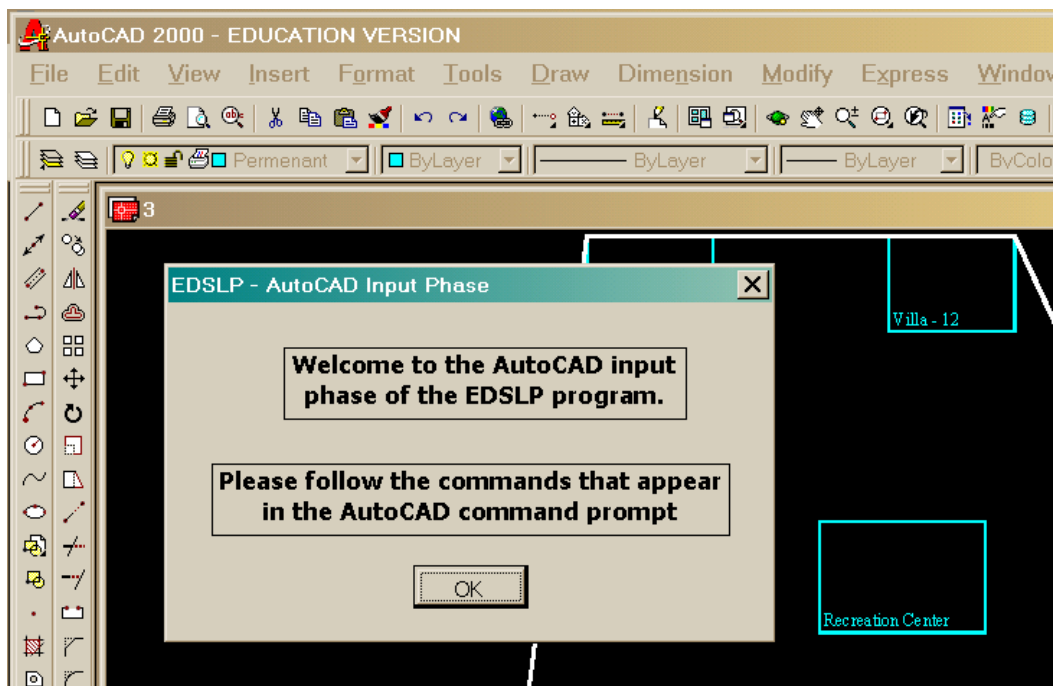 AutoCAD 2000 - EDUCATION VERSION
File Edit View Insert Format Tools Draw Dimension Modify Express Window
Permenant ByLayer ByLayer ByLayer ByColo
3
EDSLP - AutoCAD Input Phase
Villa - 12
Welcome to the AutoCAD input
phase of the EDSLP program.
Please follow the commands that appear
in the AutoCAD command prompt
OK
Recreation Center